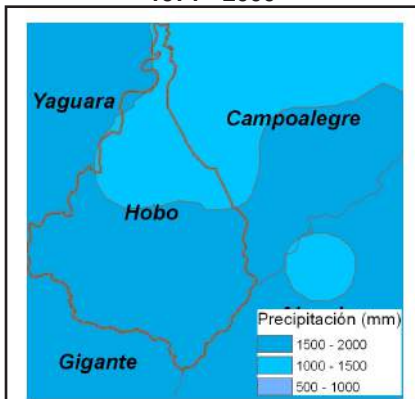 Yaguara
Campoalegre
Hobo
Gigante
Precipitación (mm)
1500 - 2000
1000 - 1500
500 - 1000